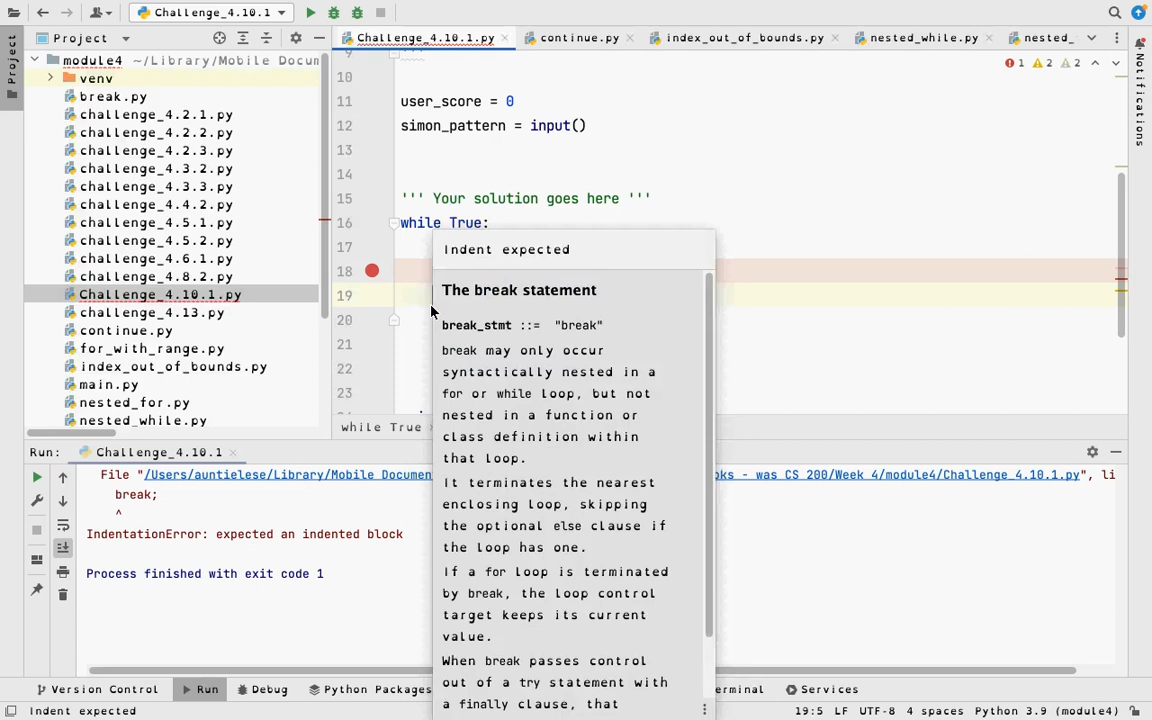 Challenge_4.10.1
Project
Project
Challenge_4.10.1.py
continue.py
index_out_of_bounds.py
nested_while.py
nested_
module4 ~/Library/Mobile Docum
venv
break.py
challenge_4.2.1.py
challenge_4.2.2.py
challenge_4.2.3.py
challenge_4.3.2.py
challenge_4.3.3.py
challenge_4.4.2.py
challenge_4.5.1.py
challenge_4.5.2.py
challenge_4.6.1.py
challenge_4.8.2.py
Challenge_4.10.1.py
challenge_4.13.py
continue.py
for_with_range.py
index_out_of_bounds.py
main.py
nested_for.py
nested_while.py
1 2 2
9
10
11 user_score = 0
12 simon_pattern = input()
13
14
15 ''' Your solution goes here '''
16 while True:
17
18
19
20
21
22
23
while True
Indent expected
The break statement
break_stmt ::= "break"
break may only occur
syntactically nested in a
for or while loop, but not
nested in a function or
class definition within
that loop.
It terminates the nearest
enclosing loop, skipping
the optional else clause if
the loop has one.
If a for loop is terminated
by break, the loop control
target keeps its current
value.
When break passes control
out of a try statement with
a finally clause, that
Notifications
Run: Challenge_4.10.1
File "/Users/auntielese/Library/Mobile Documen
oks - was CS 200/Week 4/module4/Challenge_4.10.1.py", li
break;
^
IndentationError: expected an indented block
Process finished with exit code 1
Version Control
Run
Debug
Python Packages
erminal
Services
Indent expected
19:5 LF UTF-8 4 spaces Python 3.9 (module4)